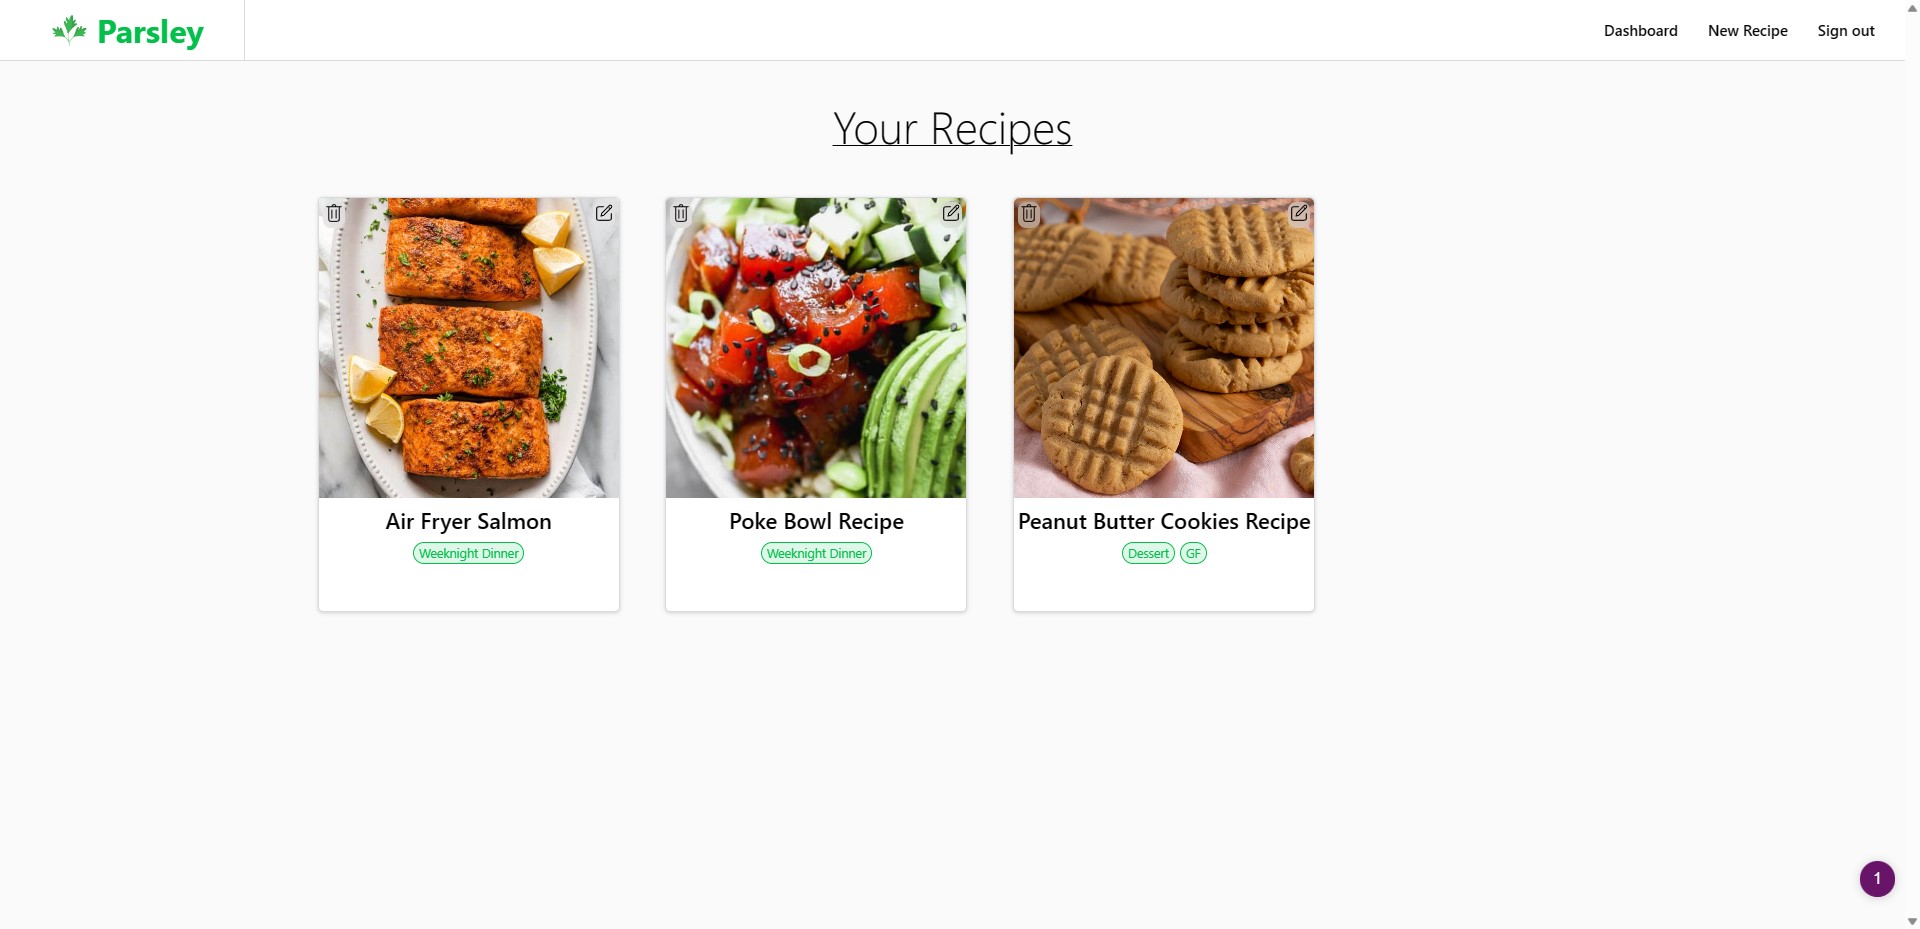 Parsley
Dashboard New Recipe Sign out
Your Recipes
Air Fryer Salmon
Weeknight Dinner
Poke Bowl Recipe
Weeknight Dinner
Peanut Butter Cookies Recipe
Dessert GF
1